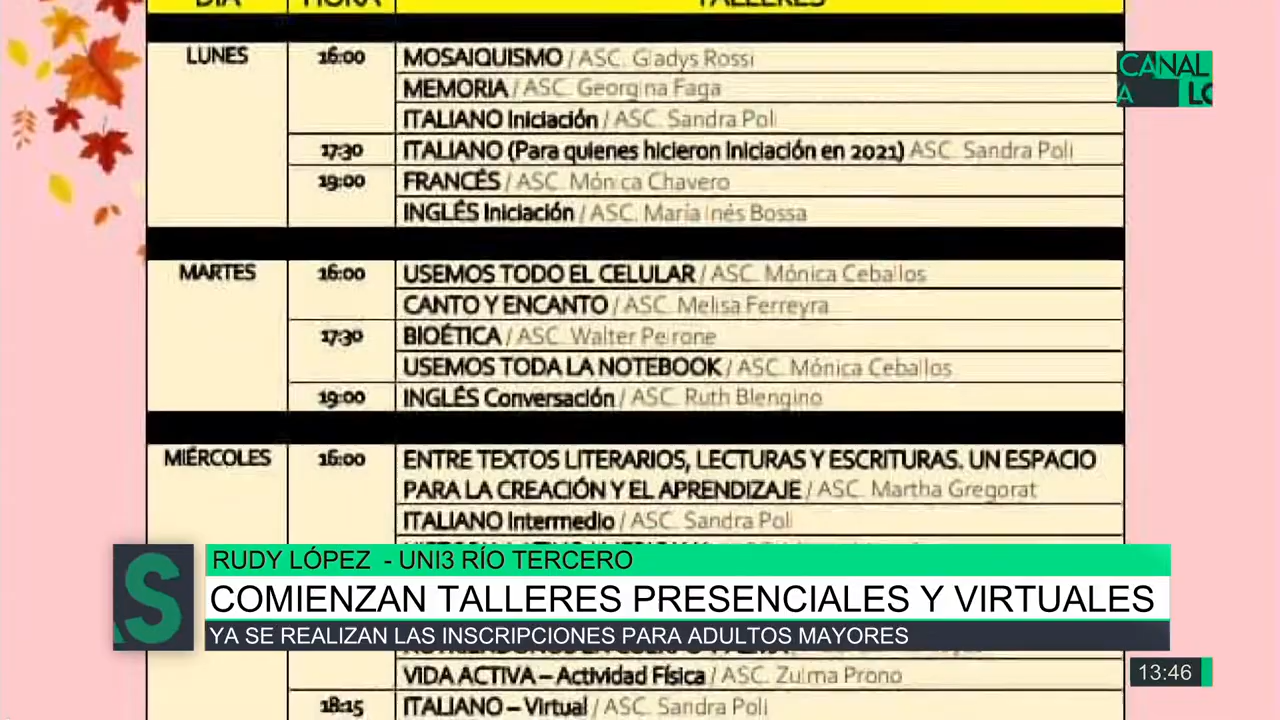 DÍA HORA TALLERES
LUNES 16:00 MOSAIQUISMO / ASC. Gladys Rossi
MEMORIA / ASC. Georgina Faga
ITALIANO Iniciación / ASC. Sandra Poli
17:30 ITALIANO (Para quienes hicieron Iniciación en 2021) ASC. Sandra Poli
19:00 FRANCÉS / ASC. Mónica Chavero
INGLÉS Iniciación / ASC. María Inés Bossa
MARTES 16:00 USEMOS TODO EL CELULAR / ASC. Mónica Ceballos
CANTO Y ENCANTO / ASC. Melisa Ferreyra
17:30 BIOÉTICA / ASC. Walter Peirone
USEMOS TODA LA NOTEBOOK / ASC. Mónica Ceballos
19:00 INGLÉS Conversación / ASC. Ruth Blengino
MIÉRCOLES 16:00 ENTRE TEXTOS LITERARIOS, LECTURAS Y ESCRITURAS. UN ESPACIO
PARA LA CREACIÓN Y EL APRENDIZAJE / ASC. Martha Gregorat
ITALIANO Intermedio / ASC. Sandra Poli
VIDA ACTIVA – Actividad Física / ASC. Zulma Prono
18:15 ITALIANO – Virtual / ASC. Sandra Poli
CANAL
A LO
AS
RUDY LÓPEZ - UNI3 RÍO TERCERO
COMIENZAN TALLERES PRESENCIALES Y VIRTUALES
YA SE REALIZAN LAS INSCRIPCIONES PARA ADULTOS MAYORES
13:46